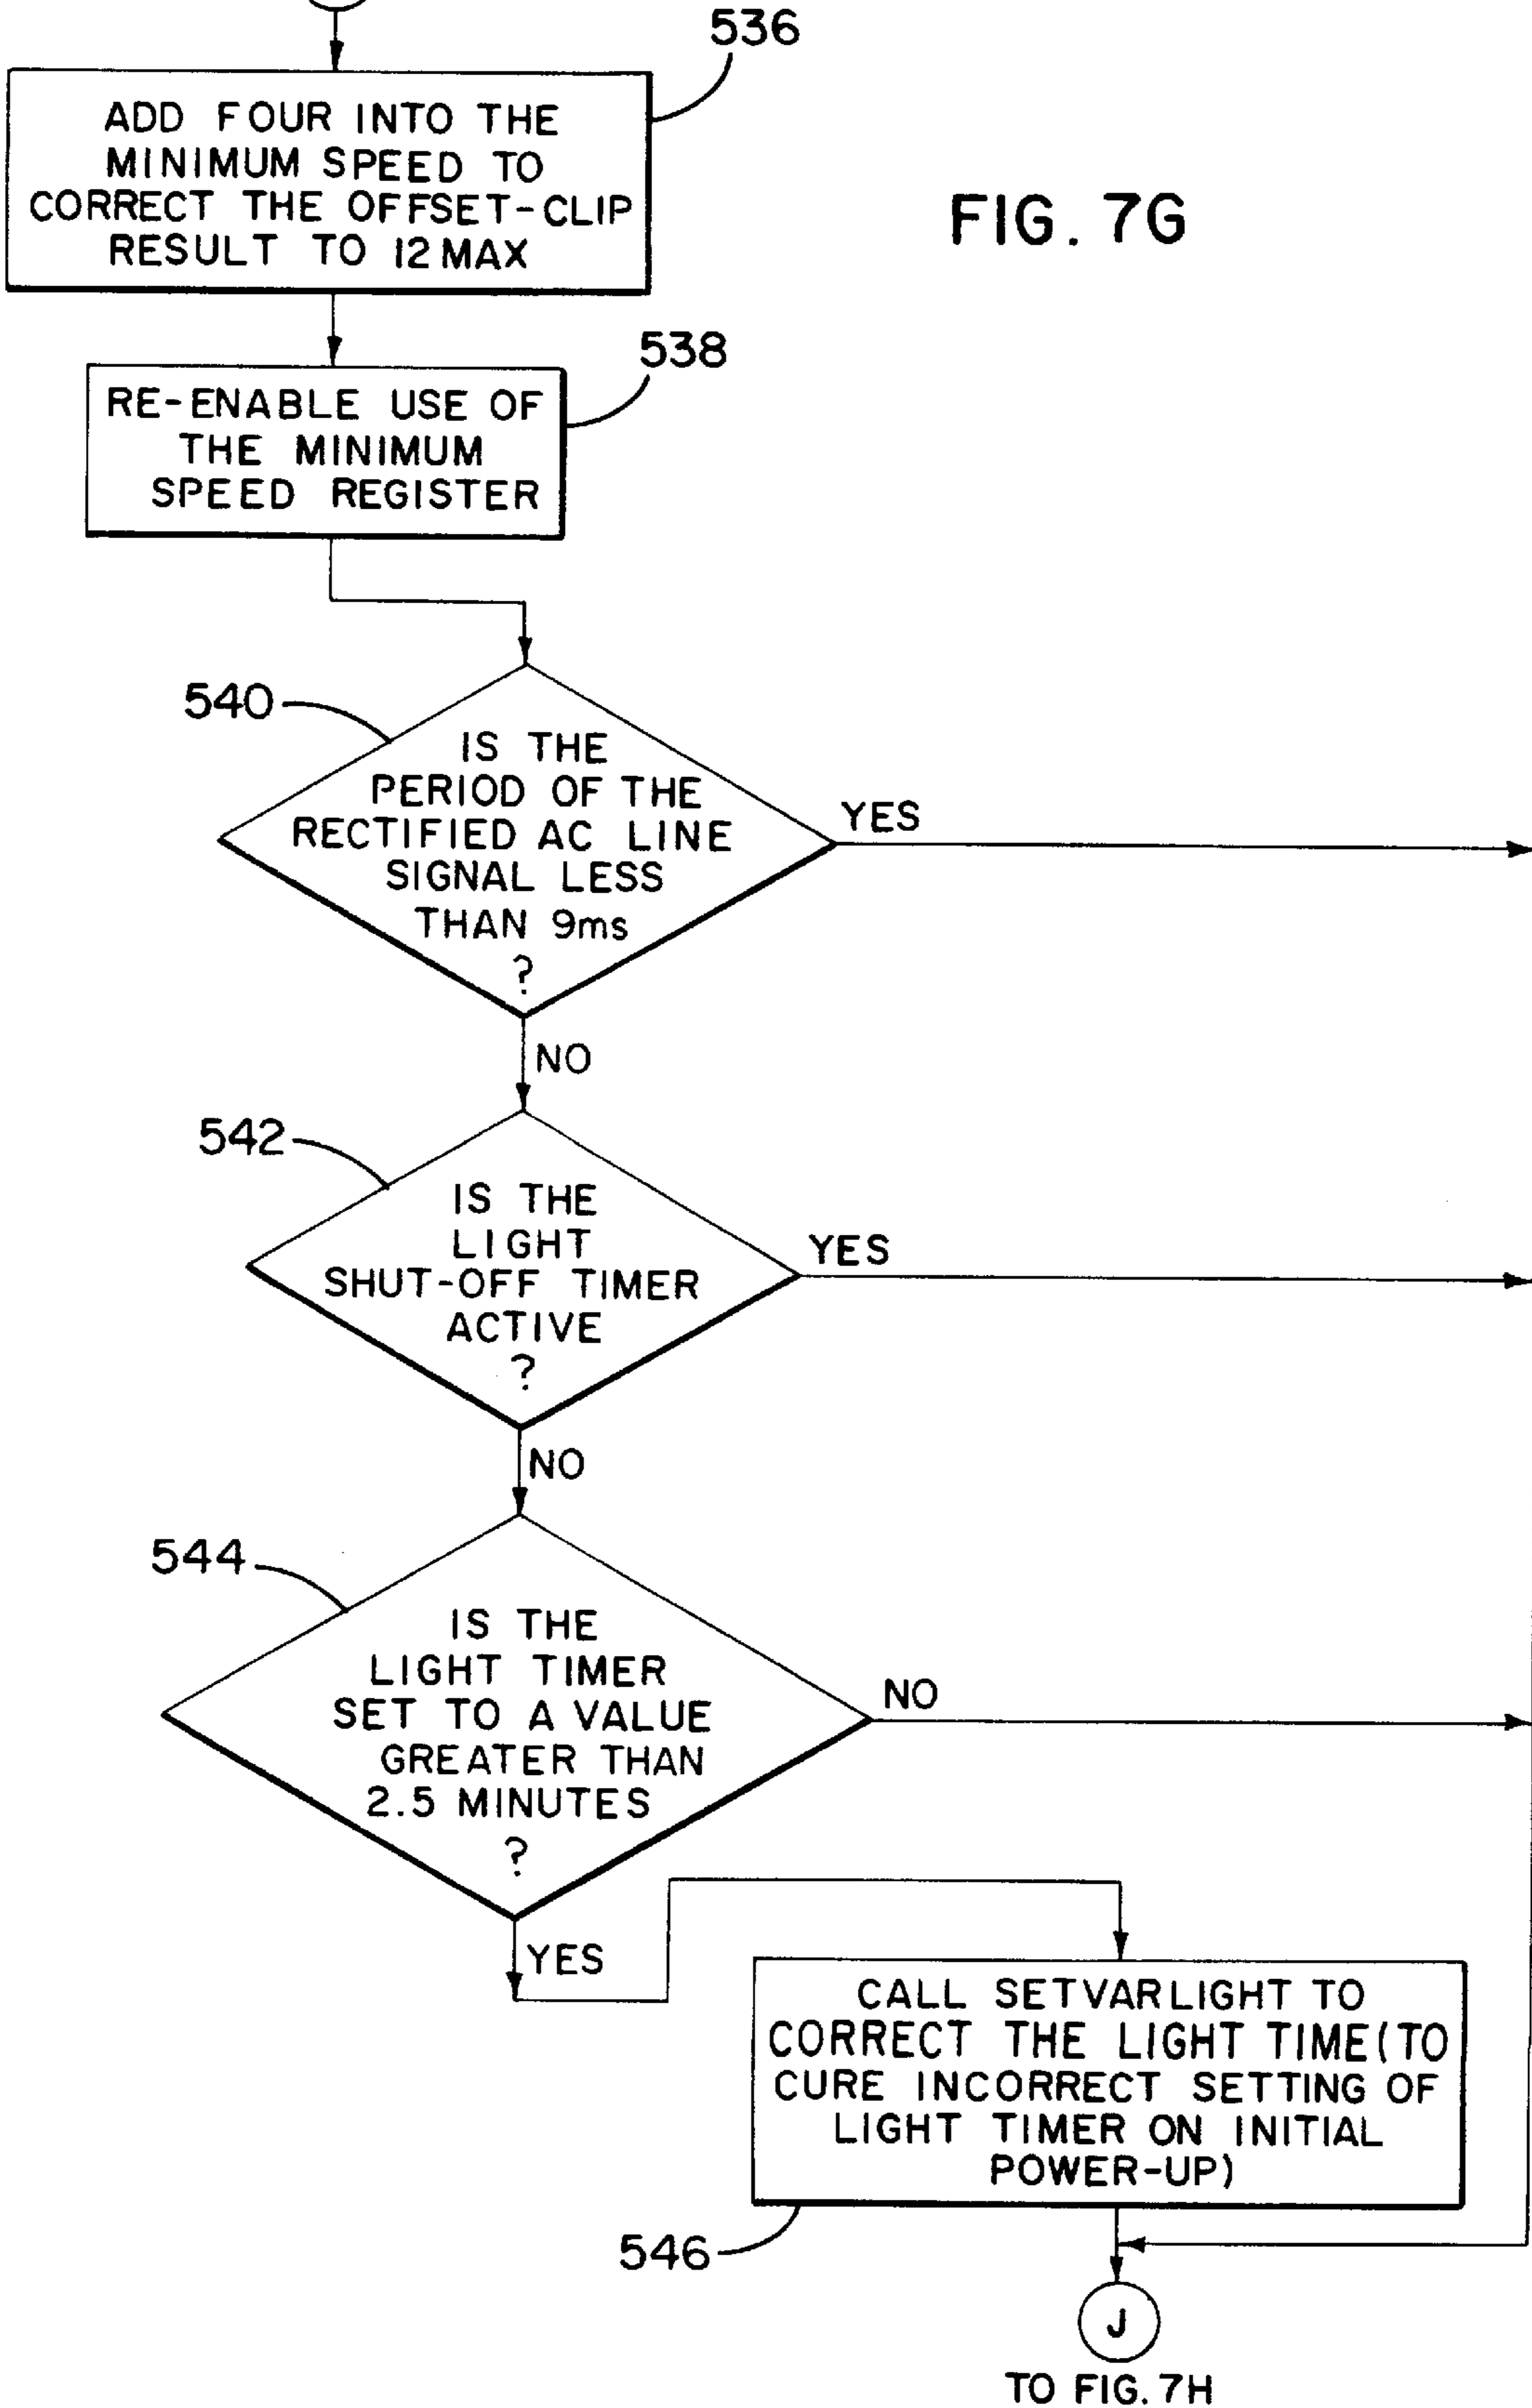 536
ADD FOUR INTO THE
MINIMUM SPEED TO
CORRECT THE OFFSET-CLIP
RESULT TO 12 MAX
FIG. 7G
538
RE-ENABLE USE OF
THE MINIMUM
SPEED REGISTER
540
IS THE
PERIOD OF THE
RECTIFIED AC LINE
SIGNAL LESS
THAN 9ms
?
YES
NO
542
IS THE
LIGHT
SHUT-OFF TIMER
ACTIVE
?
YES
NO
544
IS THE
LIGHT TIMER
SET TO A VALUE
GREATER THAN
2.5 MINUTES
?
NO
YES
CALL SETVARLIGHT TO
CORRECT THE LIGHT TIME(TO
CURE INCORRECT SETTING OF
LIGHT TIMER ON INITIAL
POWER-UP)
546
J
TO FIG. 7H